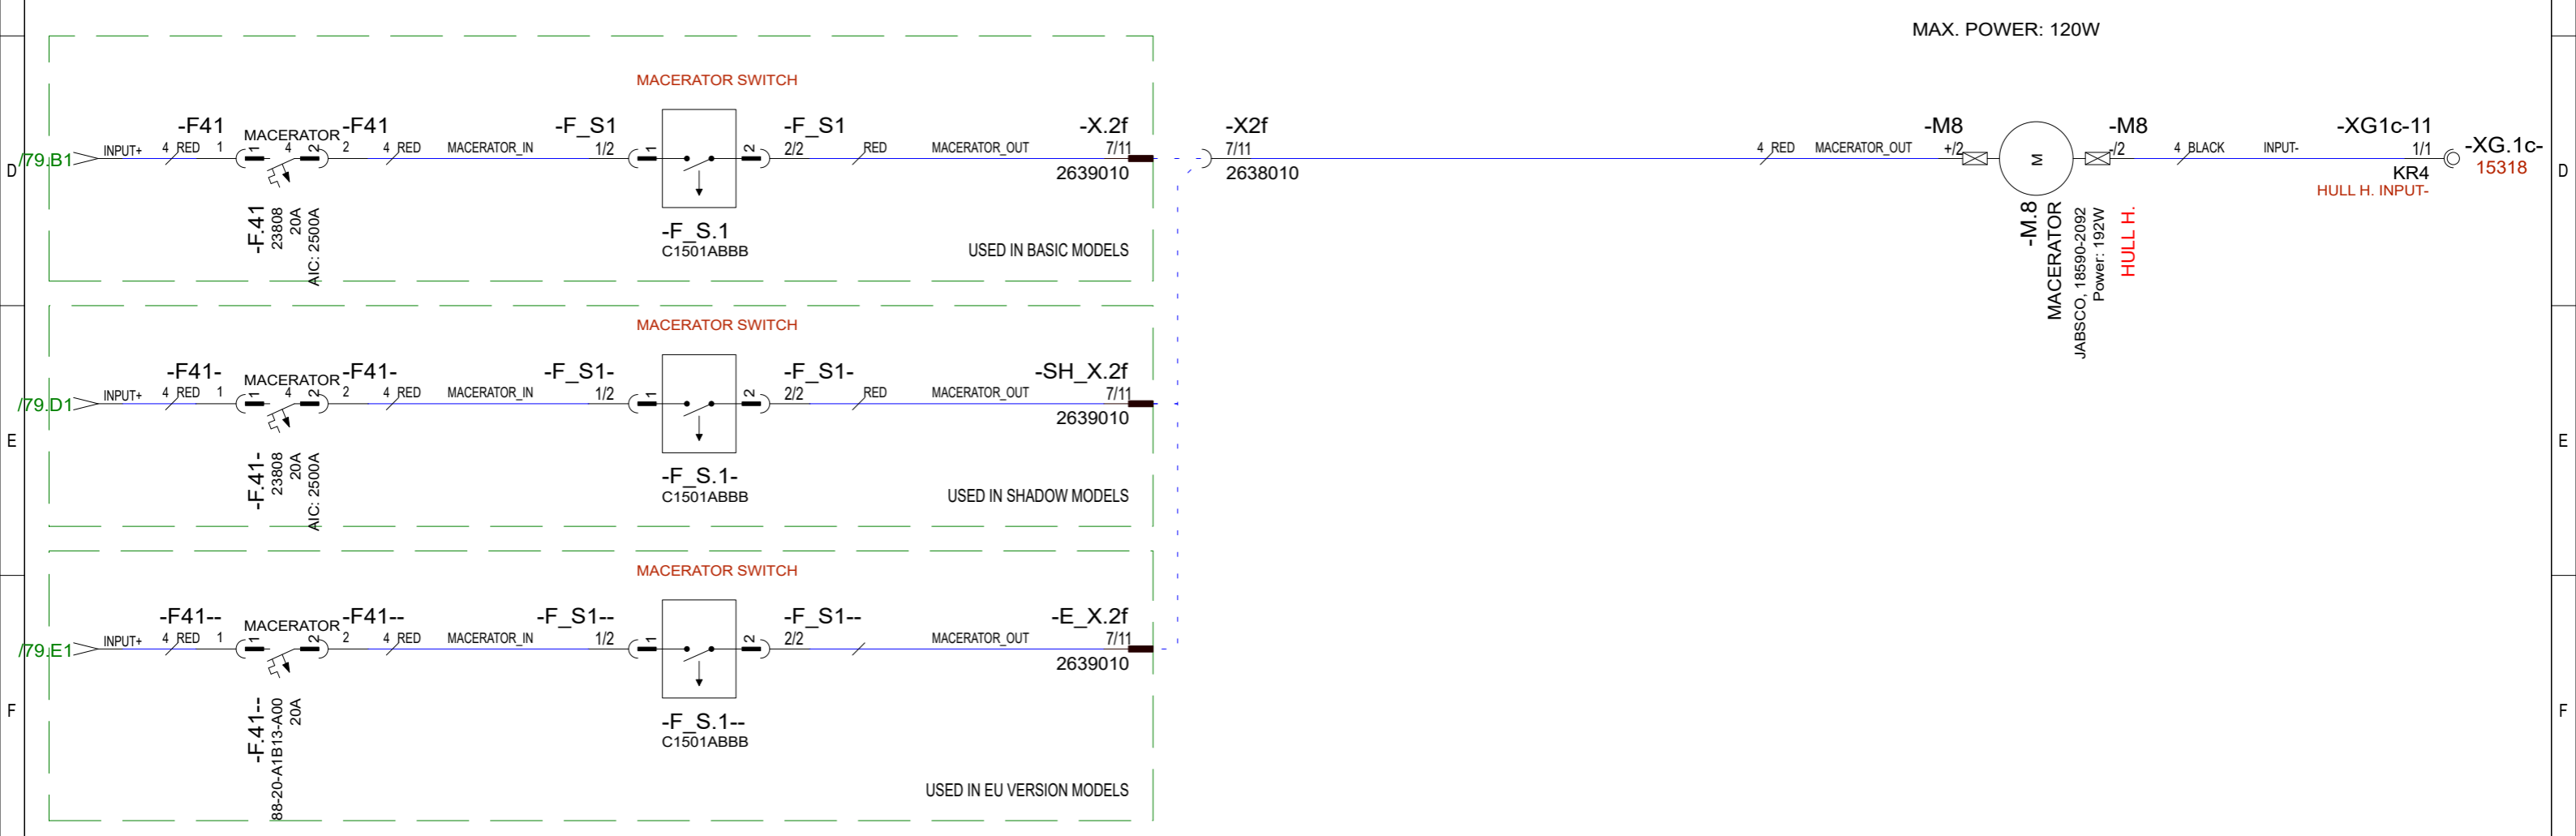 MAX. POWER: 120W
MACERATOR SWITCH
-F41 MACERATOR -F41 -F_S1 -F_S1 -X.2f -X2f -M8 -M8 -XG1c-11 -XG.1c-
/79.B1 INPUT+ 4 RED 1 1 4 2 2 4 RED MACERATOR_IN 1/2 1 2 2/2 RED MACERATOR_OUT 7/11 7/11 4 RED MACERATOR_OUT +/2 M -/2 4 BLACK INPUT- 1/1 15318
D D
2639010 2638010 KR4
HULL H. INPUT-
-F.41
23808
20A
AIC: 2500A
-F_S.1
C1501ABBB
USED IN BASIC MODELS
-M.8
MACERATOR
JABSCO, 18590-2092
Power: 192W
HULL H.
MACERATOR SWITCH
-F41- MACERATOR -F41- -F_S1- -F_S1- -SH_X.2f
/79.D1 INPUT+ 4 RED 1 1 4 2 2 4 RED MACERATOR_IN 1/2 1 2 2/2 RED MACERATOR_OUT 7/11
2639010
E E
-F.41-
23808
20A
AIC: 2500A
-F_S.1-
C1501ABBB
USED IN SHADOW MODELS
MACERATOR SWITCH
-F41-- MACERATOR -F41-- -F_S1-- -F_S1-- -E_X.2f
/79.E1 INPUT+ 4 RED 1 1 2 2 4 RED MACERATOR_IN 1/2 1 2 2/2 MACERATOR_OUT 7/11
2639010
F F
-F.41--
88-20-A1B13-A00
20A
-F_S.1--
C1501ABBB
USED IN EU VERSION MODELS